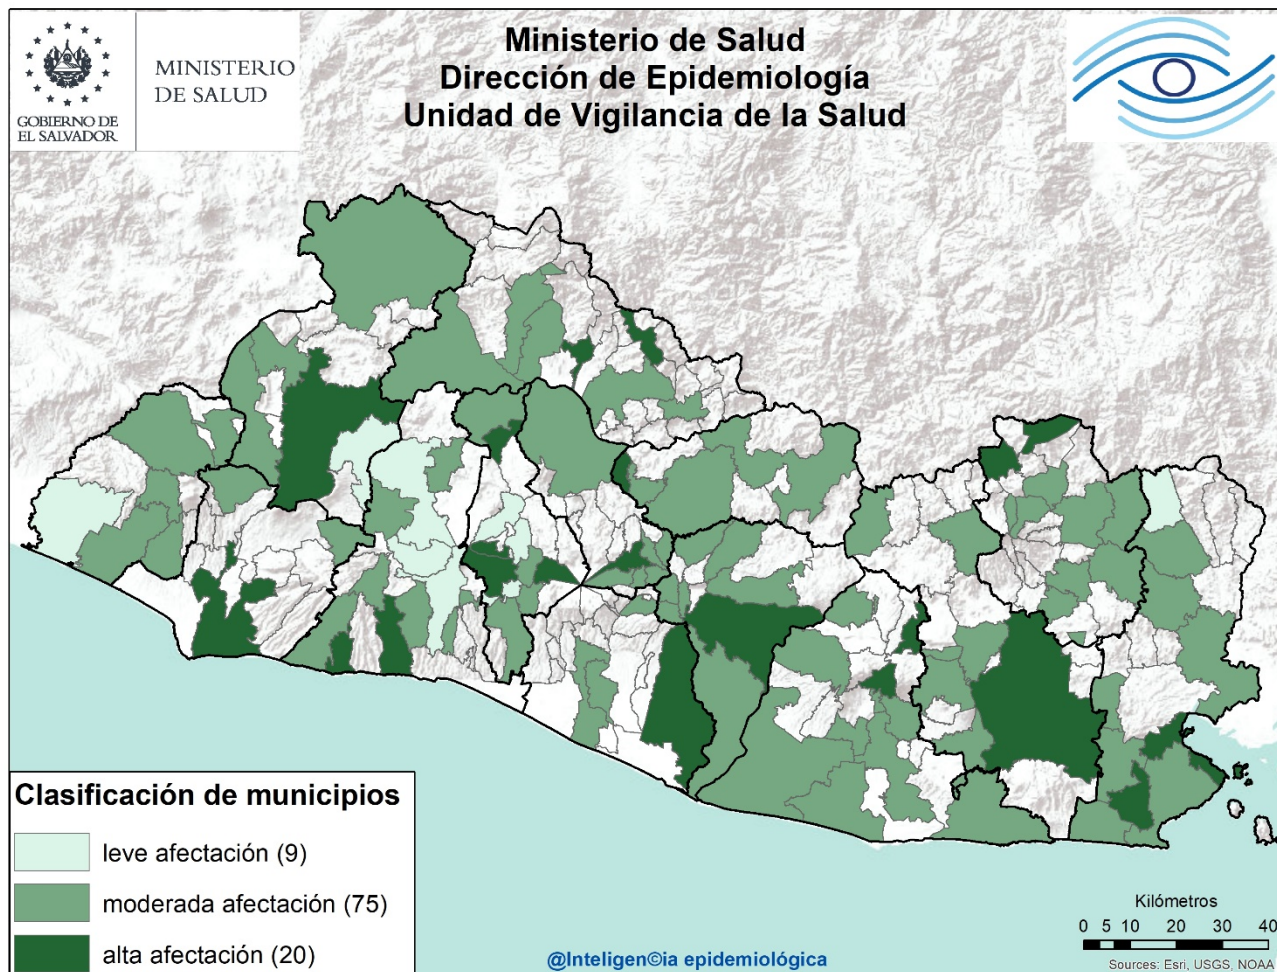 GOBIERNO DE
EL SALVADOR
MINISTERIO
DE SALUD
Ministerio de Salud
Dirección de Epidemiología
Unidad de Vigilancia de la Salud
Clasificación de municipios
leve afectación (9)
moderada afectación (75)
alta afectación (20)
@Inteligen©ia epidemiológica
Kilómetros
0 5 10 20 30 40
Sources: Esri, USGS, NOAA